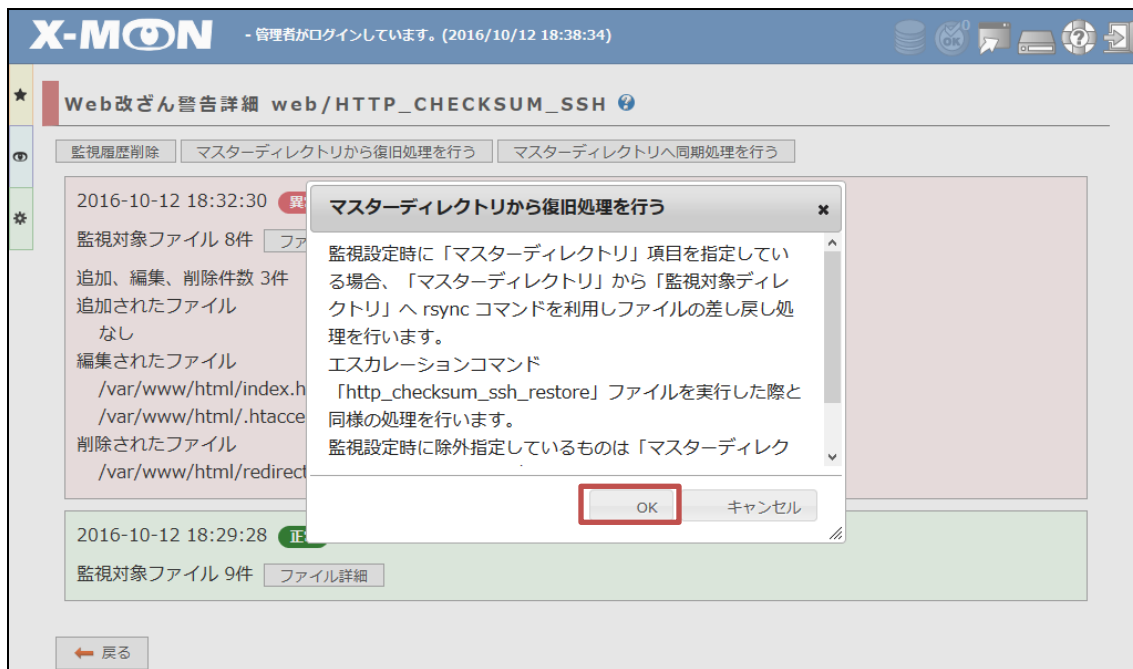 X-MON - 管理者がログインしています。(2016/10/12 18:38:34)
OK 0
Web改ざん警告詳細 web/HTTP_CHECKSUM_SSH
監視履歴削除 マスターディレクトリから復旧処理を行う マスターディレクトリへ同期処理を行う
2016-10-12 18:32:30 異
監視対象ファイル 8件 ファ
追加、編集、削除件数 3件
追加されたファイル
なし
編集されたファイル
/var/www/html/index.h
/var/www/html/.htacce
削除されたファイル
/var/www/html/redirect
マスターディレクトリから復旧処理を行う
監視設定時に「マスターディレクトリ」項目を指定してい
る場合、「マスターディレクトリ」から「監視対象ディレ
クトリ」へ rsync コマンドを利用しファイルの差し戻し処
理を行います。
エスカレーションコマンド
「http_checksum_ssh_restore」ファイルを実行した際と
同様の処理を行います。
監視設定時に除外指定しているものは「マスターディレク
OK キャンセル
2016-10-12 18:29:28 正
監視対象ファイル 9件 ファイル詳細
戻る